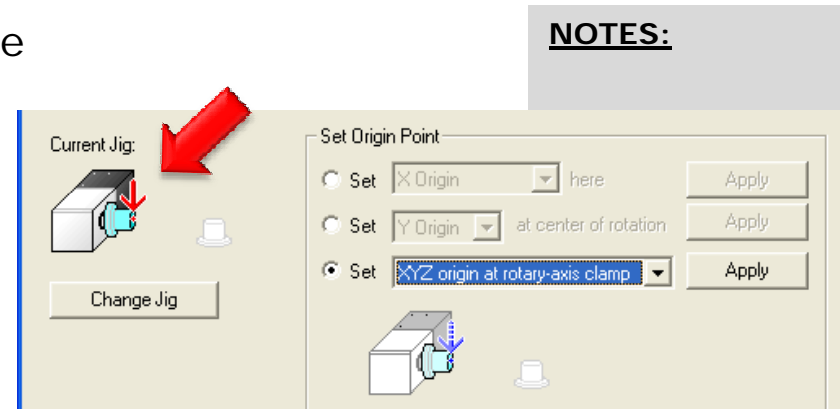 e
NOTES:
Current Jig:
Change Jig
Set Origin Point
Set X Origin here Apply
Set Y Origin at center of rotation Apply
Set XYZ origin at rotary-axis clamp Apply